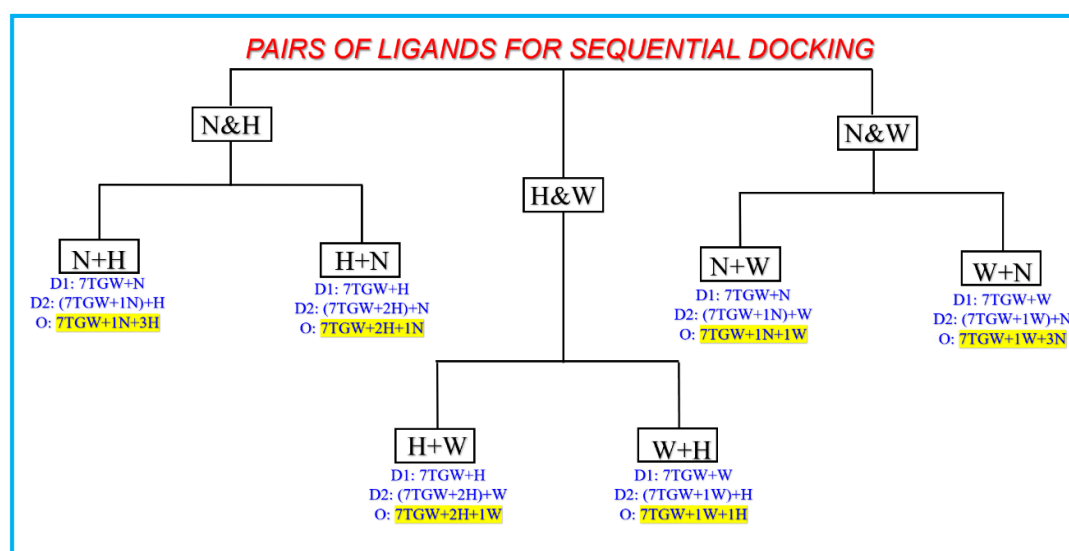 PAIRS OF LIGANDS FOR SEQUENTIAL DOCKING
N&H
N+H
D1: 7TGW+N
D2: (7TGW+1N)+H
O: 7TGW+1N+3H
H+N
D1: 7TGW+H
D2: (7TGW+2H)+N
O: 7TGW+2H+1N
H&W
H+W
D1: 7TGW+H
D2: (7TGW+2H)+W
O: 7TGW+2H+1W
W+H
D1: 7TGW+W
D2: (7TGW+1W)+H
O: 7TGW+1W+1H
N&W
N+W
D1: 7TGW+N
D2: (7TGW+1N)+W
O: 7TGW+1N+1W
W+N
D1: 7TGW+W
D2: (7TGW+1W)+N
O: 7TGW+1W+3N